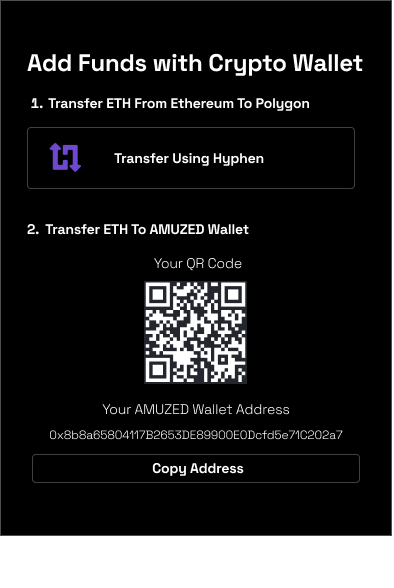 Add Funds with Crypto Wallet
1. Transfer ETH From Ethereum To Polygon
Transfer Using Hyphen
2. Transfer ETH To AMUZED Wallet
Your QR Code
Your AMUZED Wallet Address
0x8b8a65804117B2653DE89900E0Dcfd5e71C202a7
Copy Address